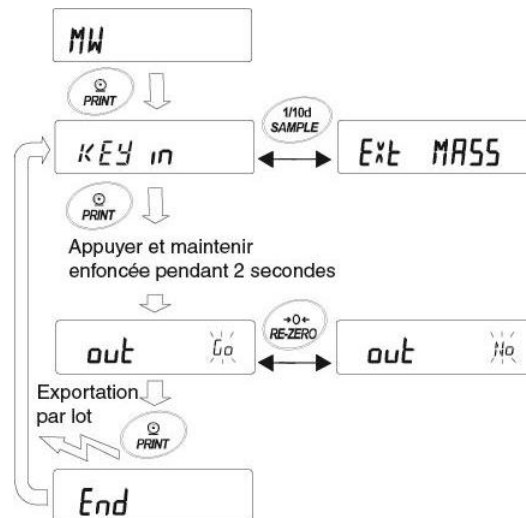 MW
PRINT
KEY in
1/10d
SAMPLE
Ext MASS
PRINT
Appuyer et maintenir
enfoncée pendant 2 secondes
out Go
→0←
RE-ZERO
out No
Exportation
par lot
PRINT
End